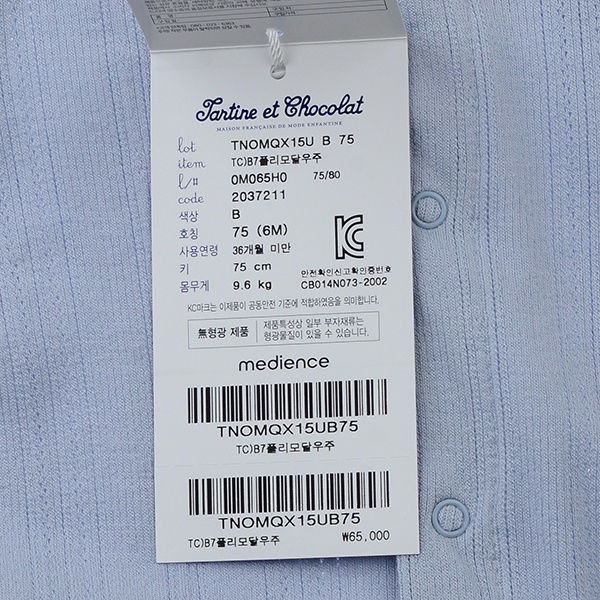 Tartine et Chocolat
MAISON FRANÇAISE DE MODE ENFANTINE
lot TNOMQX15U B 75
item TC)B7플리모달우주
l/# 0M065H0 75/80
code 2037211
색상 B
호칭 75 (6M)
사용연령 36개월 미만
키 75 cm
몸무게 9.6 kg
안전확인신고확인증번호
CB014N073-2002
KC마크는 이제품이 공통안전 기준에 적합하였음을 의미합니다.
無형광 제품
제품특성상 일부 부자재류는
형광물질이 있을 수 있습니다.
medience
TNOMQX15UB75
TC)B7플리모달우주
TNOMQX15UB75
TC)B7플리모달우주 ₩65,000